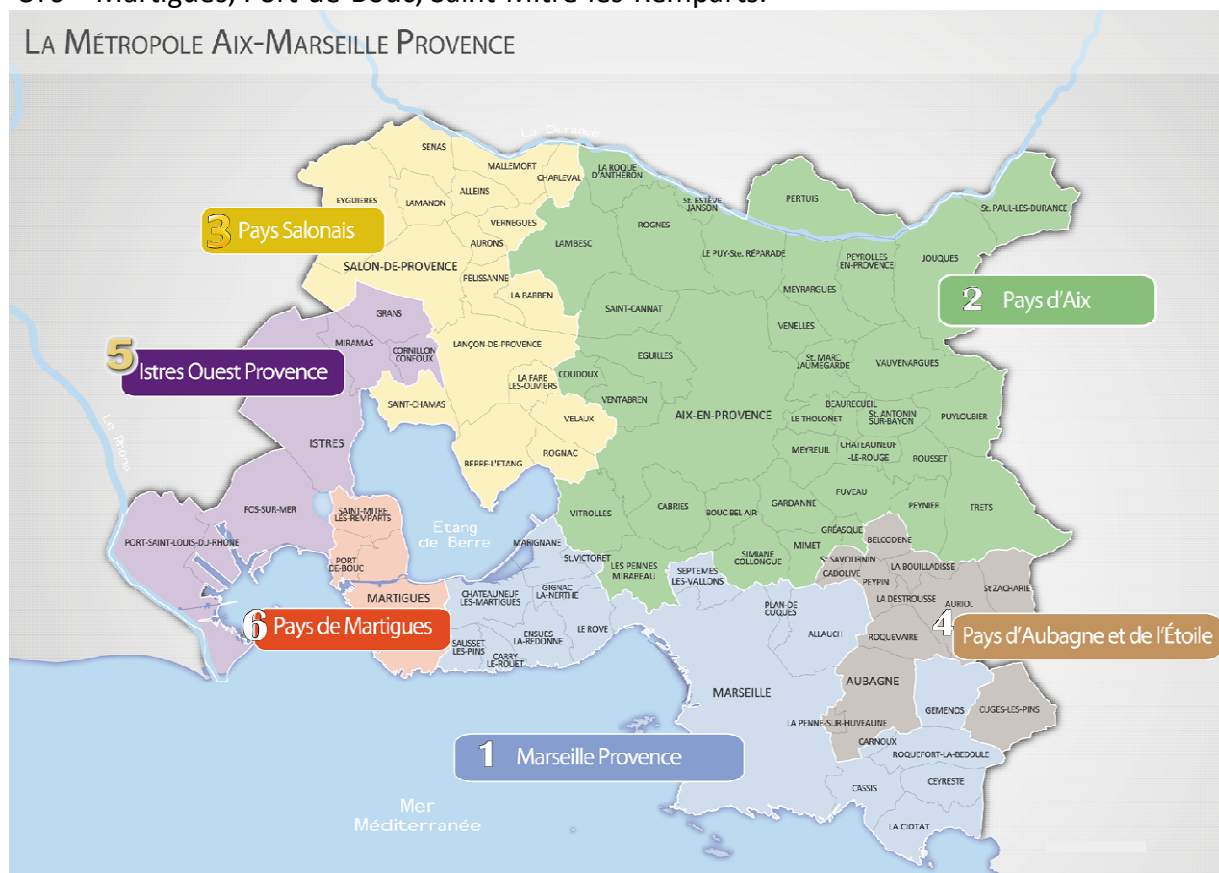 LA MÉTROPOLE AIX-MARSEILLE PROVENCE
La Durance
SENAS
MALLEMORT
CHARLEVAL
LA ROQUE
D'ANTHÉRON
EYGUIERES
LAMANON
ALLEINS
VERNEGUES
AURONS
ST. ESTÈVE
JANSON
PERTUIS
St. PAUL-LES-DURANCE
3 Pays Salonais
ROGNES
LAMBESC
LE PUY-Ste. RÉPARADE
PEYROLLES
EN-PROVENCE
JOUQUES
SALON-DE-PROVENCE
PELISSANNE
LA BARBEN
MEYRARGUES
2 Pays d'Aix
SAINT-CANNAT
GRANS
MIRAMAS
CORNILLON
CONFOUX
LANÇON-DE-PROVENCE
VENELLES
EGUILLES
St. MARC
JAUMEGARDE
VAUVENARGUES
5 Istres Ouest Provence
LA FARE
LES-OLIVIERS
COUDOUX
VENTABREN
SAINT-CHAMAS
VELAUX
AIX-EN-PROVENCE
BEAURECUEIL
LE THOLONET
St. ANTONIN
SUR-BAYON
PUYLOUBIER
Le Rhône
ISTRES
ROGNAC
BERRE-L'ETANG
MEYREUIL
CHATEAUNEUF
-LE-ROUGE
ROUSSET
FOS-SUR-MER
SAINT-MITRE
LES-REMPARTS
VITROLLES
CABRIES
BOUC BEL AIR
GARDANNE
FUVEAU
PEYNIER
TRETS
Etang
de Berre
PORT-SAINT-LOUIS-DU-RHÔNE
MARIGNANE
GRÉASQUE
BELCODENE
MIMET
PORT
DE-BOUC
St.VICTORET
LES PENNES
MIRABEAU
SEPTEMES
LES-VALLONS
SIMIANE
COLLONGUE
St SAVOURNIN
CADOLIVE
PEYPIN
LA BOUILLADISSE
MARTIGUES
CHATEAUNEUF
LES-MARTIGUES
GIGNAC
LA-NERTHE
PLAN-DE
CUQUES
LA DESTROUSSE
AURIOL
St ZACHARIE
6 Pays de Martigues
SAUSSET
LES-PINS
ENSUES
LA-REDONNE
LE ROVE
CARRY
LE-ROUET
ALLAUCH
ROQUEVAIRE
4 Pays d'Aubagne et de l'Étoile
MARSEILLE
AUBAGNE
LA PENNE-SUR-HUVEAUNE
GEMENOS
CUGES-LES-PINS
CARNOUX
1 Marseille Provence
ROQUEFORT-LA-BEDOULE
CASSIS
CEYRESTE
Mer
Méditerranée
LA CIOTAT